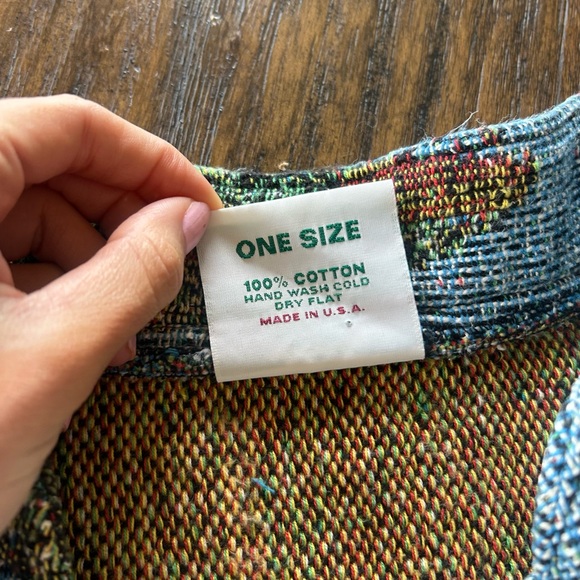 ONE SIZE
100% COTTON
HAND WASH COLD
DRY FLAT
MADE IN U.S.A.